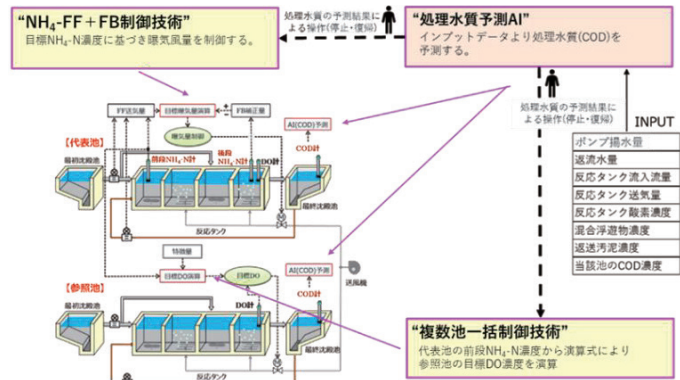 “NH₄-FF＋FB制御技術”
目標NH₄-N濃度に基づき曝気風量を制御する。
処理水質の予測結果に
よる操作(停止・復帰)
“処理水質予測AI”
インプットデータより処理水質(COD)を
予測する。
処理水質の予測結果に
よる操作(停止・復帰)
INPUT
ポンプ揚水量
返流水量
反応タンク流入流量
反応タンク送気量
反応タンク酸素濃度
混合浮遊物濃度
返送汚泥濃度
当該池のCOD濃度
FF送気量
目標曝気風量演算
FB補正量
曝気量制御
AI(COD)予測
COD計
【代表池】
最初沈殿池
前段NH₄-N計
後段
NH₄-N計
DO計
反応タンク
最終沈殿池
特微量
目標DO演算
目標DO
AI(COD)予測
COD計
送風機
【参照池】
最初沈殿池
DO計
反応タンク
最終沈殿池
“複数池一括制御技術”
代表池の前段NH₄-N濃度から演算式により
参照池の目標DO濃度を演算